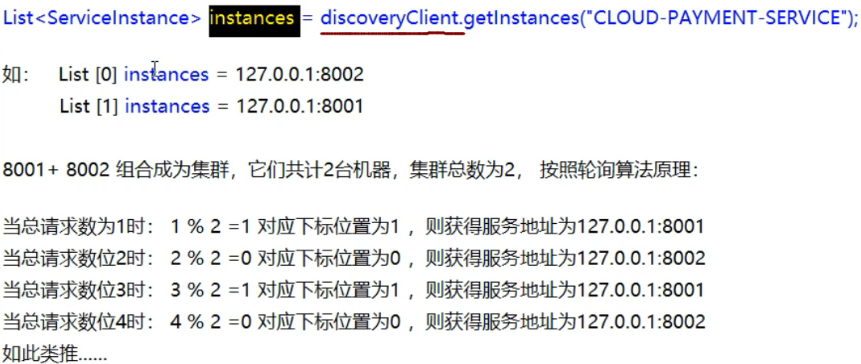 List<ServiceInstance> instances = discoveryClient.getInstances("CLOUD-PAYMENT-SERVICE");
如： List [0] instances = 127.0.0.1:8002
List [1] instances = 127.0.0.1:8001
8001+ 8002 组合成为集群，它们共计2台机器，集群总数为2， 按照轮询算法原理：
当总请求数为1时： 1 % 2 =1 对应下标位置为1 ，则获得服务地址为127.0.0.1:8001
当总请求数位2时： 2 % 2 =0 对应下标位置为0 ，则获得服务地址为127.0.0.1:8002
当总请求数位3时： 3 % 2 =1 对应下标位置为1 ，则获得服务地址为127.0.0.1:8001
当总请求数位4时： 4 % 2 =0 对应下标位置为0 ，则获得服务地址为127.0.0.1:8002
如此类推......